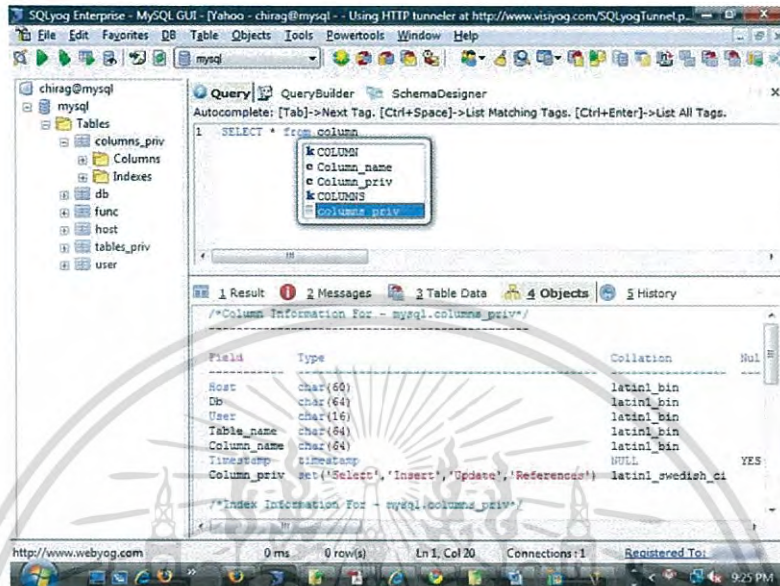 SQLyog Enterprise - MySQL GUI - [Yahoo - chirag@mysql - - Using HTTP tunneler at http://www.visiyog.com/SQLyogTunnel.p...
File Edit Favorites DB Table Objects Tools Powertools Window Help
mysql
chirag@mysql
mysql
Tables
columns_priv
Columns
Indexes
db
func
host
tables_priv
user
Query QueryBuilder SchemaDesigner
Autocomplete: [Tab]->Next Tag. [Ctrl+Space]->List Matching Tags. [Ctrl+Enter]->List All Tags.
1 SELECT * from column
k COLUMN
c Column_name
c Column_priv
k COLUMNS
columns_priv
1 Result 2 Messages 3 Table Data 4 Objects 5 History
/*Column Information For - mysql.columns_priv*/
Field Type Collation Nul
Host char(60) latin1_bin
Db char(64) latin1_bin
User char(16) latin1_bin
Table_name char(64) latin1_bin
Column_name char(64) latin1_bin
Timestamp timestamp NULL YES
Column_priv set('Select','Insert','Update','References') latin1_swedish_ci
/*Index Information For - mysql.columns_priv*/
http://www.webyog.com 0 ms 0 row(s) Ln 1, Col 20 Connections : 1 Registered To:
9:25 PM